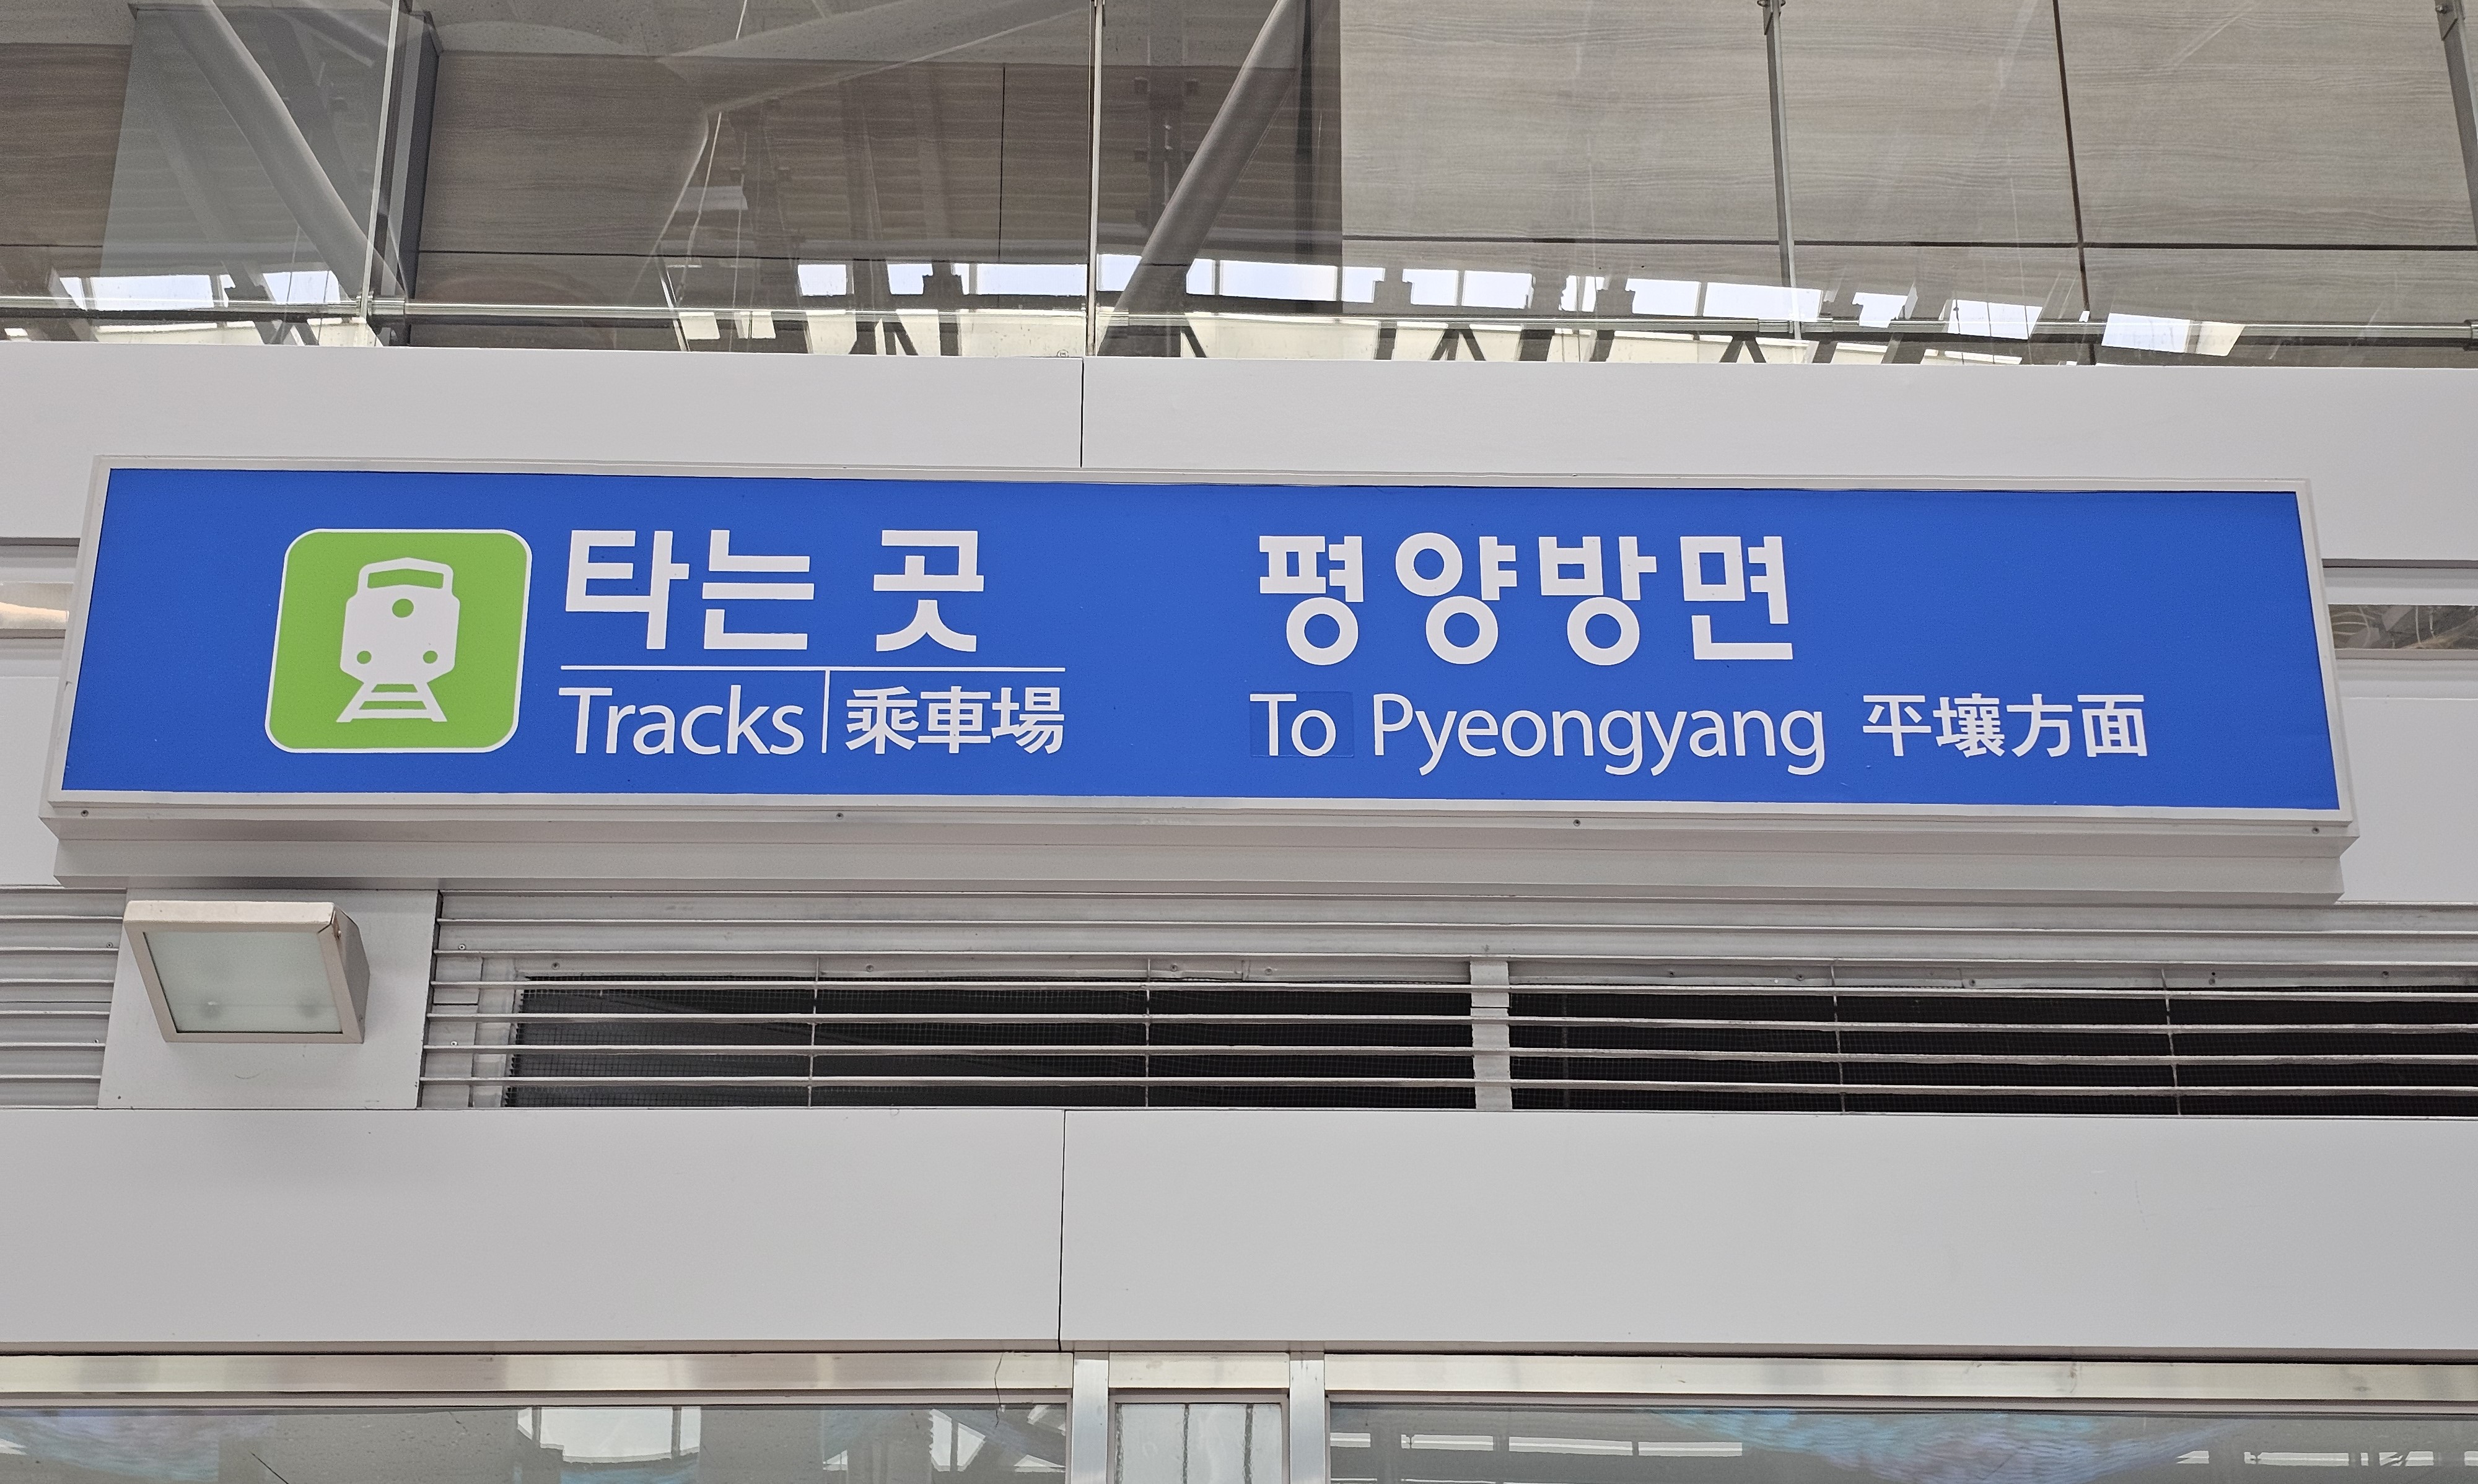 타는 곳
Tracks 乘車場
평양방면
To Pyeongyang 平壤方面